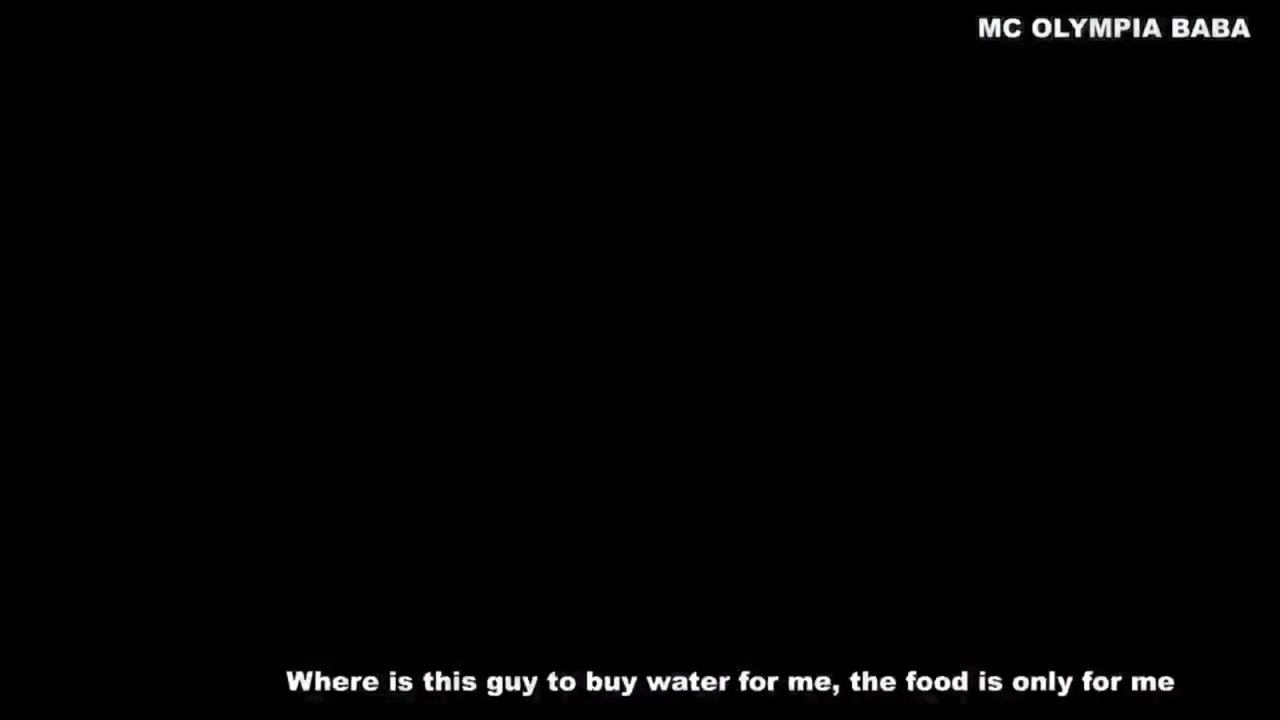 MC OLYMPIA BABA
Where is this guy to buy water for me, the food is only for me